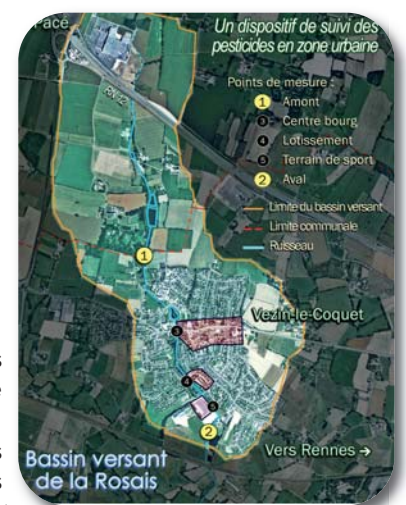 Pacé
Un dispositif de suivi des
pesticides en zone urbaine
RN 12
Points de mesure :
1 Amont
3 Centre bourg
4 Lotissement
5 Terrain de sport
2 Aval
Limite du bassin versant
Limite communale
Ruisseau
1
Vezin-le-Coquet
3
4
5
2
Vers Rennes →
Bassin versant
de la Rosais